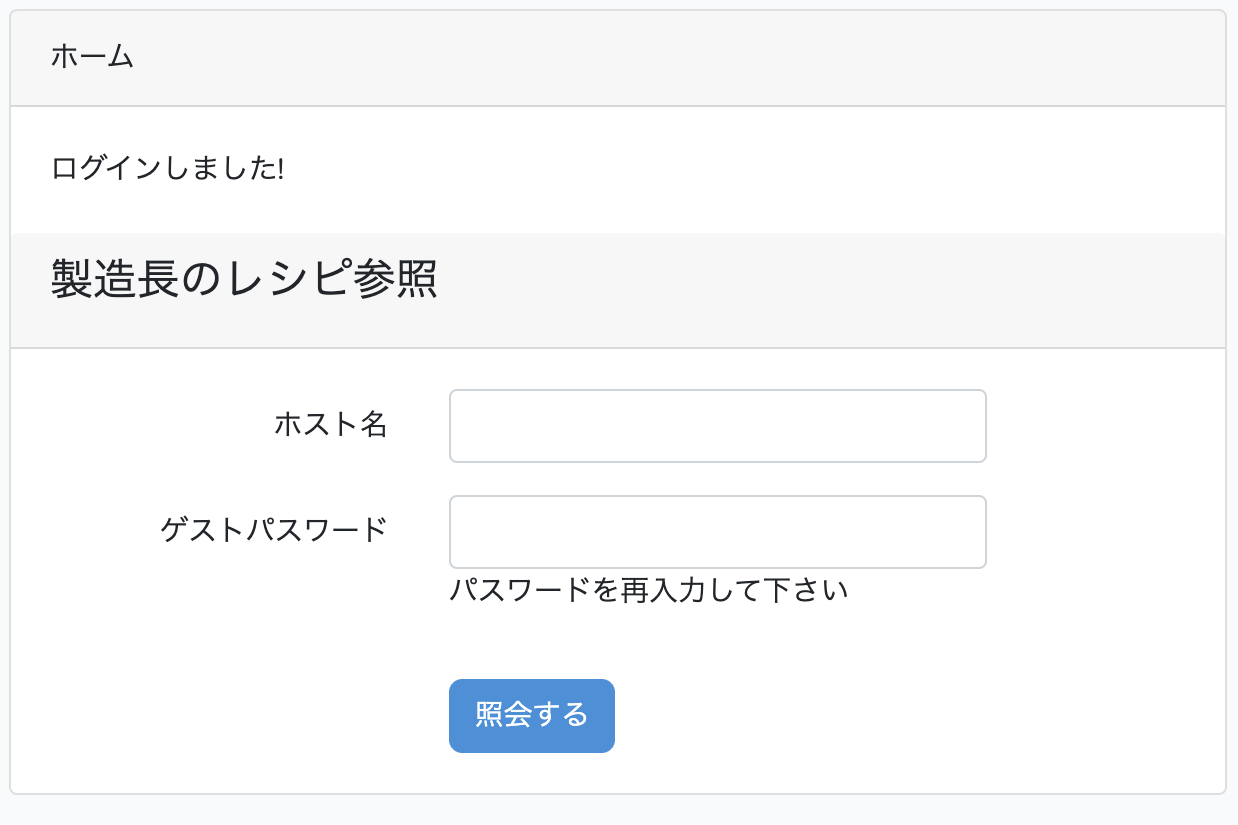 ホーム
ログインしました!
製造長のレシピ参照
ホスト名
ゲストパスワード
パスワードを再入力して下さい
照会する